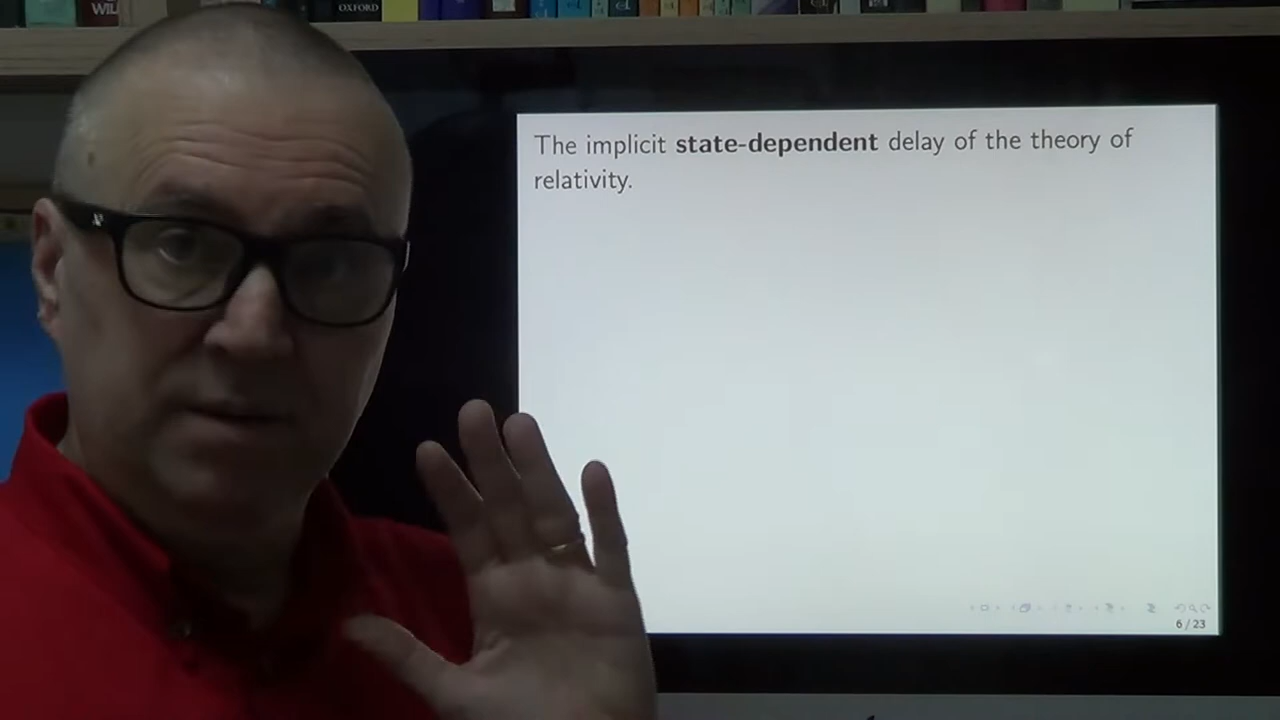 OXFORD
The implicit state-dependent delay of the theory of
relativity.
6 / 23